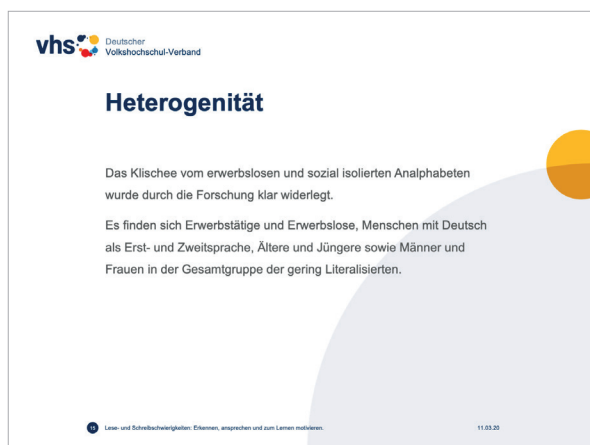 vhs
Deutscher
Volkshochschul-Verband
Heterogenität
Das Klischee vom erwerbslosen und sozial isolierten Analphabeten
wurde durch die Forschung klar widerlegt.
Es finden sich Erwerbstätige und Erwerbslose, Menschen mit Deutsch
als Erst- und Zweitsprache, Ältere und Jüngere sowie Männer und
Frauen in der Gesamtgruppe der gering Literalisierten.
15 Lese- und Schreibschwierigkeiten: Erkennen, ansprechen und zum Lernen motivieren. 11.03.20